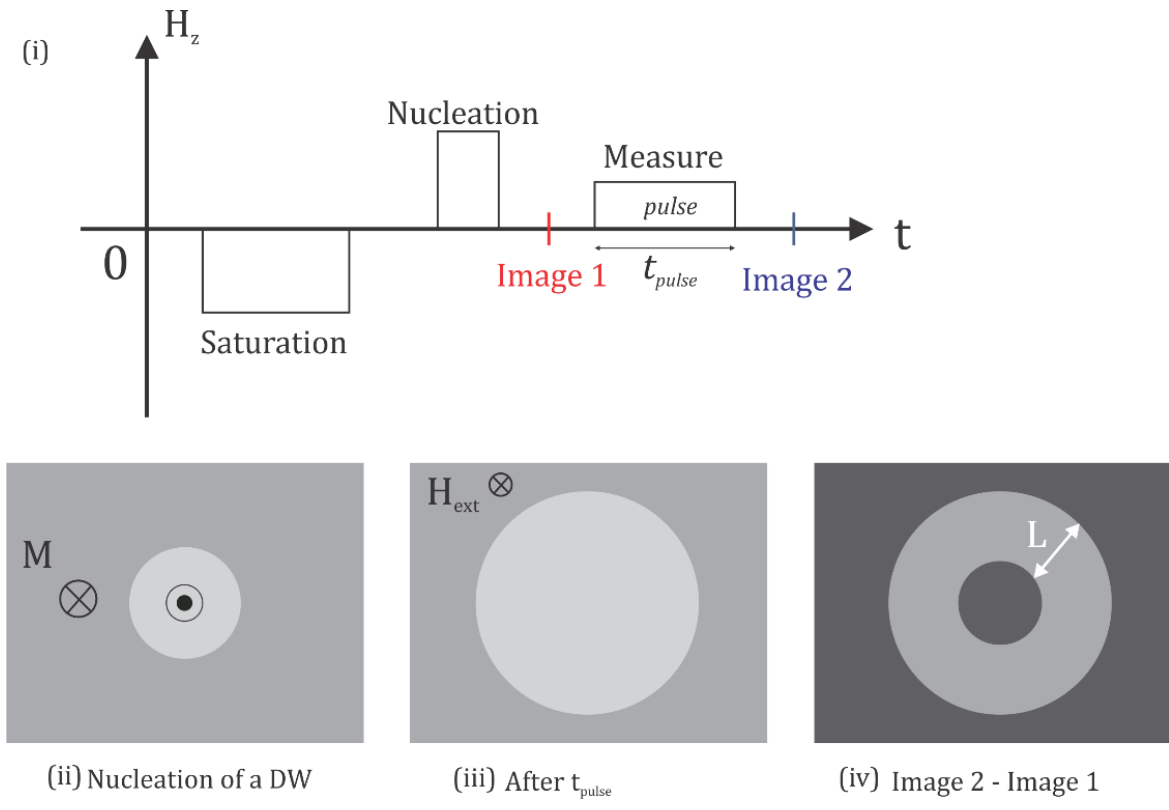 (i)
H_z
Nucleation
Measure
pulse
0
t
Image 1
t_pulse
Image 2
Saturation
M
H_ext
L
(ii) Nucleation of a DW
(iii) After t_pulse
(iv) Image 2 - Image 1